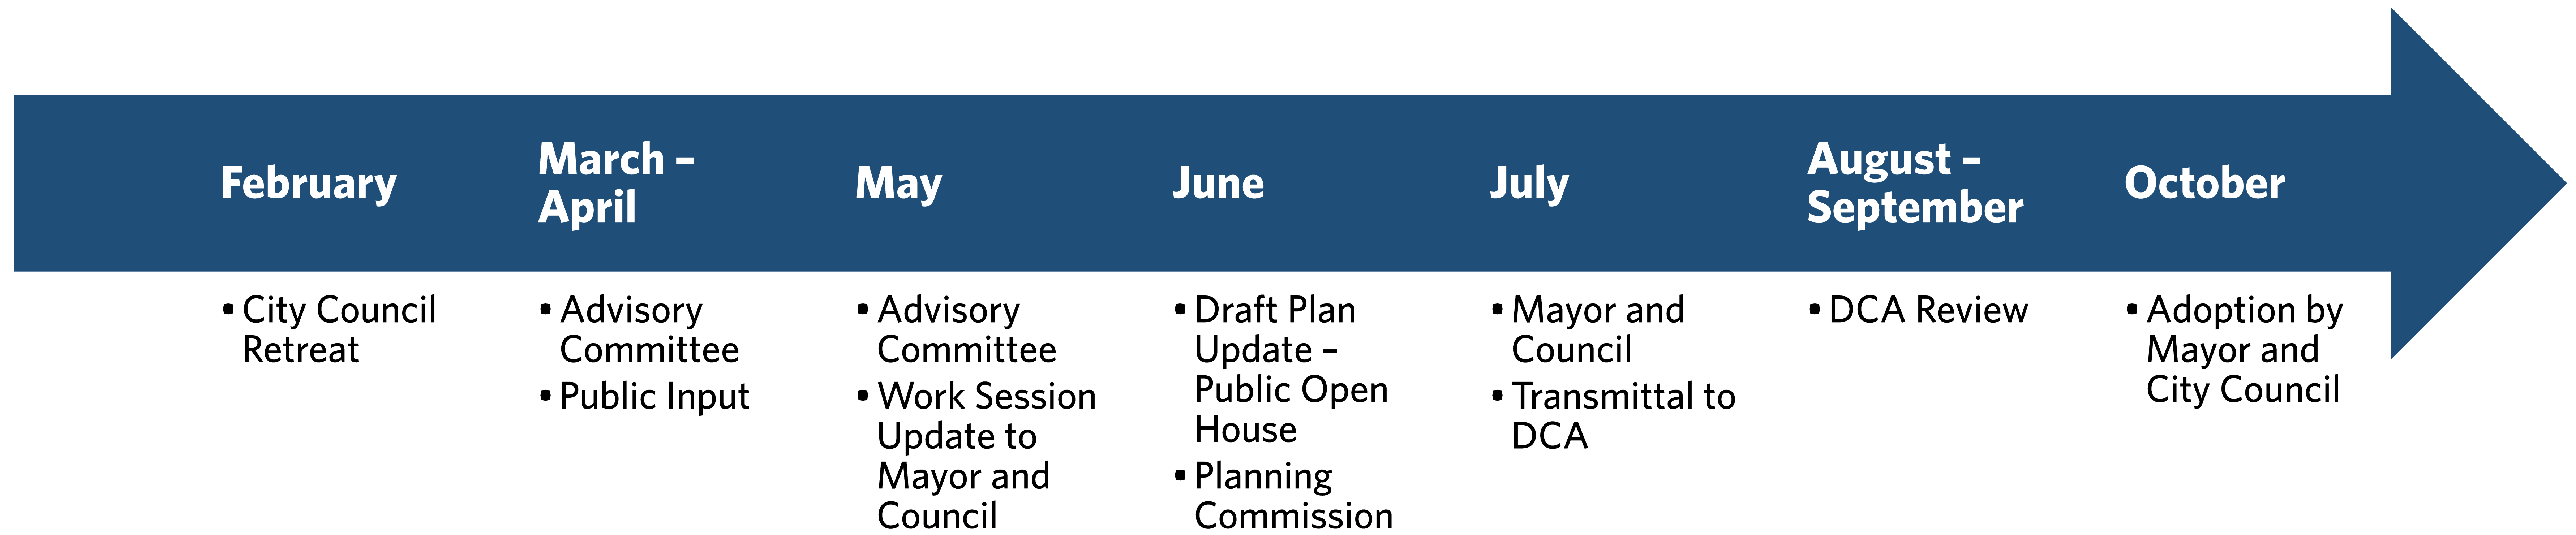 February
March –
April
May
June
July
August –
September
October
• City Council
Retreat
• Advisory
Committee
• Public Input
• Advisory
Committee
• Work Session
Update to
Mayor and
Council
• Draft Plan
Update –
Public Open
House
• Planning
Commission
• Mayor and
Council
• Transmittal to
DCA
• DCA Review
• Adoption by
Mayor and
City Council